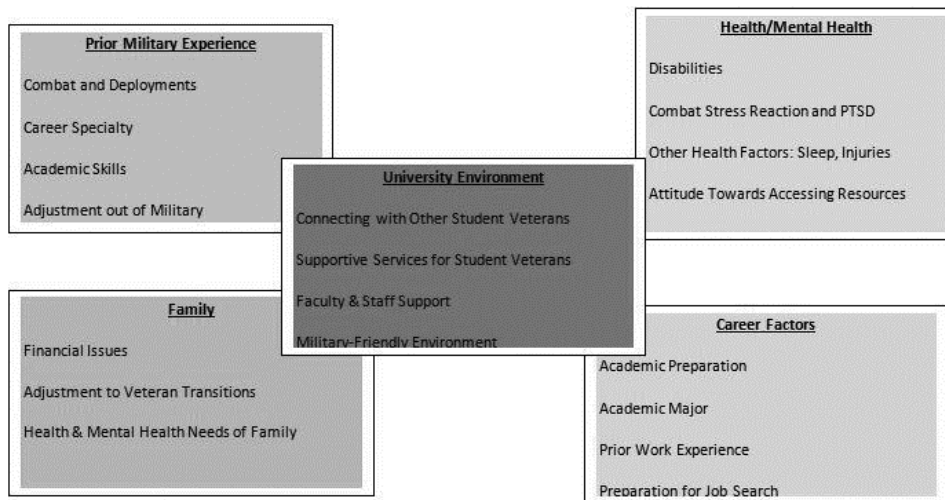 Prior Military Experience
Combat and Deployments
Career Specialty
Academic Skills
Adjustment out of Military
Health/Mental Health
Disabilities
Combat Stress Reaction and PTSD
Other Health Factors: Sleep, Injuries
Attitude Towards Accessing Resources
University Environment
Connecting with Other Student Veterans
Supportive Services for Student Veterans
Faculty & Staff Support
Military-Friendly Environment
Family
Financial Issues
Adjustment to Veteran Transitions
Health & Mental Health Needs of Family
Career Factors
Academic Preparation
Academic Major
Prior Work Experience
Preparation for Job Search